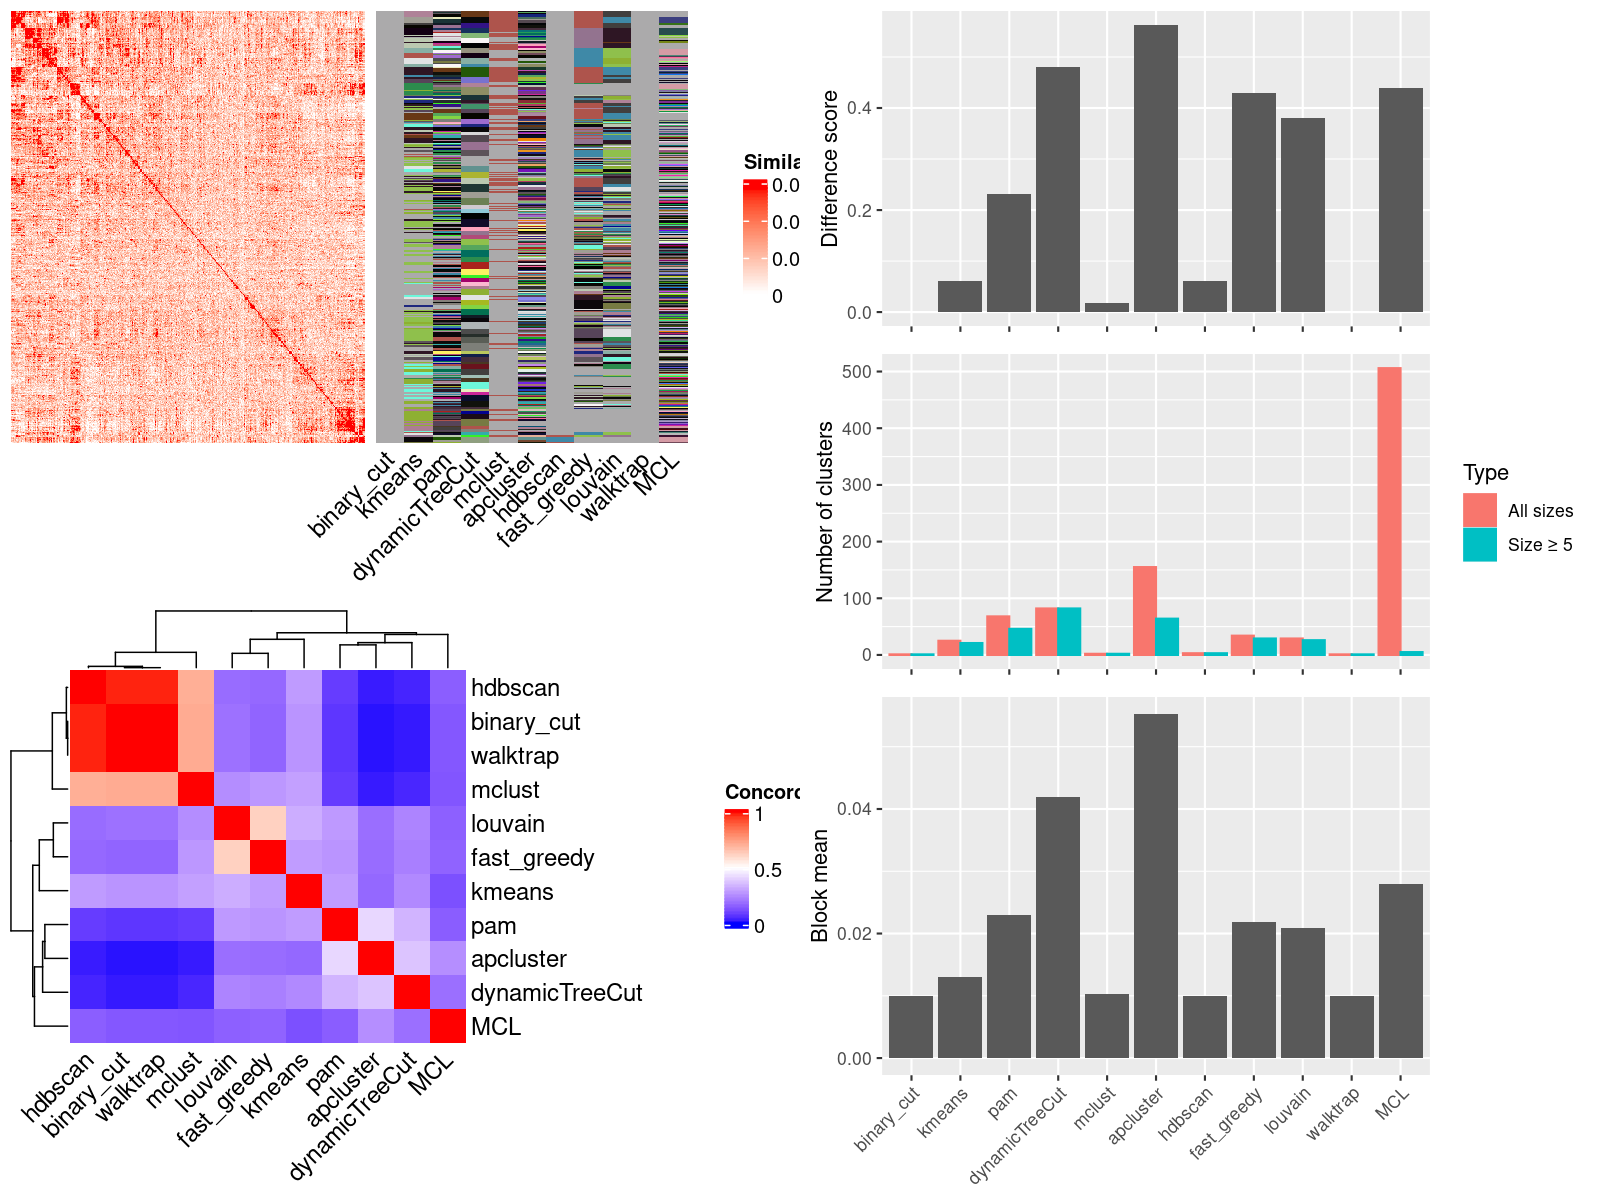 Simila
0.0
0.0
0.0
0
binary_cut
kmeans
pam
dynamicTreeCut
mclust
apcluster
hdbscan
fast_greedy
louvain
walktrap
MCL
hdbscan
binary_cut
walktrap
mclust
louvain
fast_greedy
kmeans
pam
apcluster
dynamicTreeCut
MCL
hdbscan
binary_cut
walktrap
mclust
louvain
fast_greedy
kmeans
pam
apcluster
dynamicTreeCut
MCL
Concord
1
0.5
0
Difference score
0.4
0.2
0.0
Number of clusters
500
400
300
200
100
0
Type
All sizes
Size ≥ 5
Block mean
0.04
0.02
0.00
binary_cut
kmeans
pam
dynamicTreeCut
mclust
apcluster
hdbscan
fast_greedy
louvain
walktrap
MCL